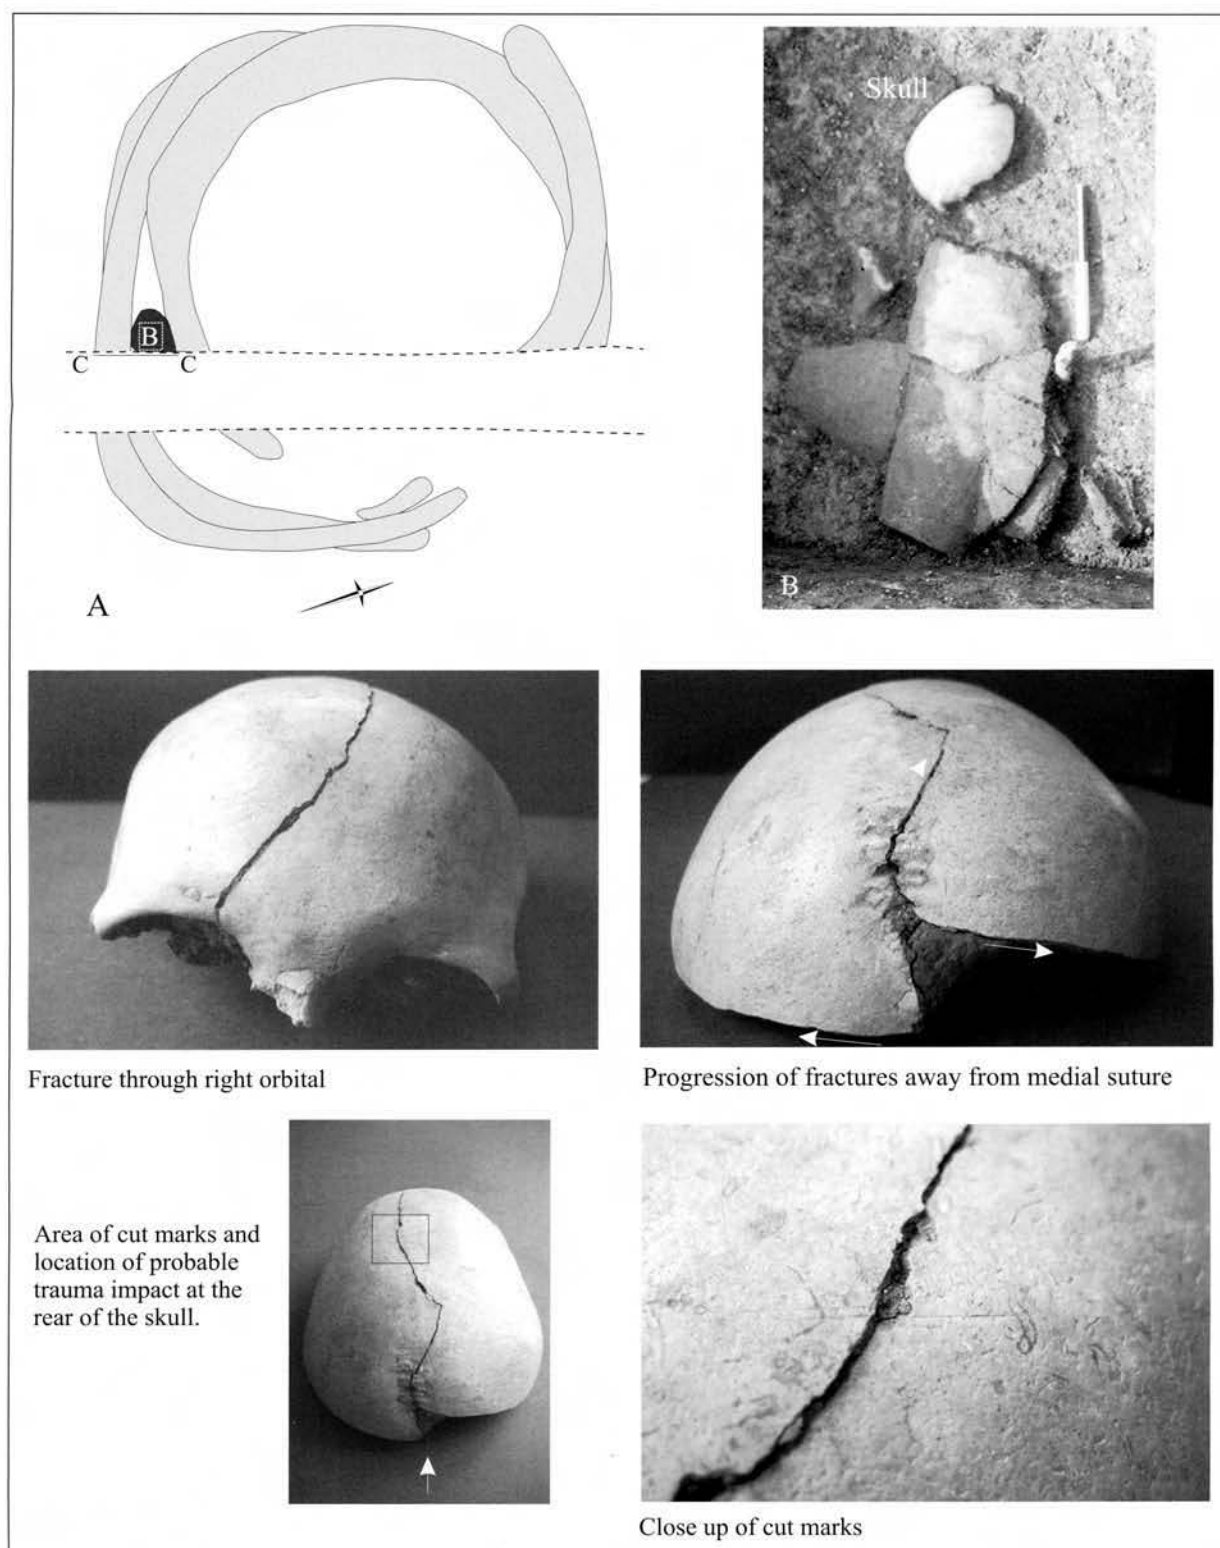 Skull
B
C C
A
B
Fracture through right orbital
Progression of fractures away from medial suture
Area of cut marks and
location of probable
trauma impact at the
rear of the skull.
Close up of cut marks